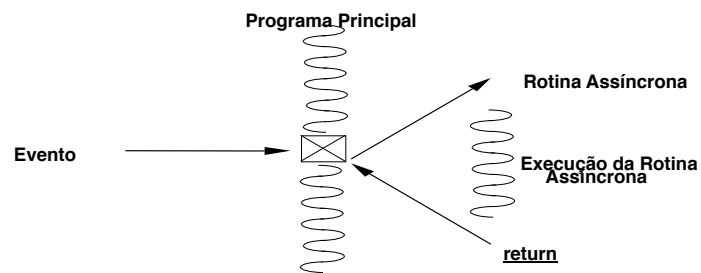 Programa Principal
Rotina Assíncrona
Evento
Execução da Rotina
Assíncrona
return